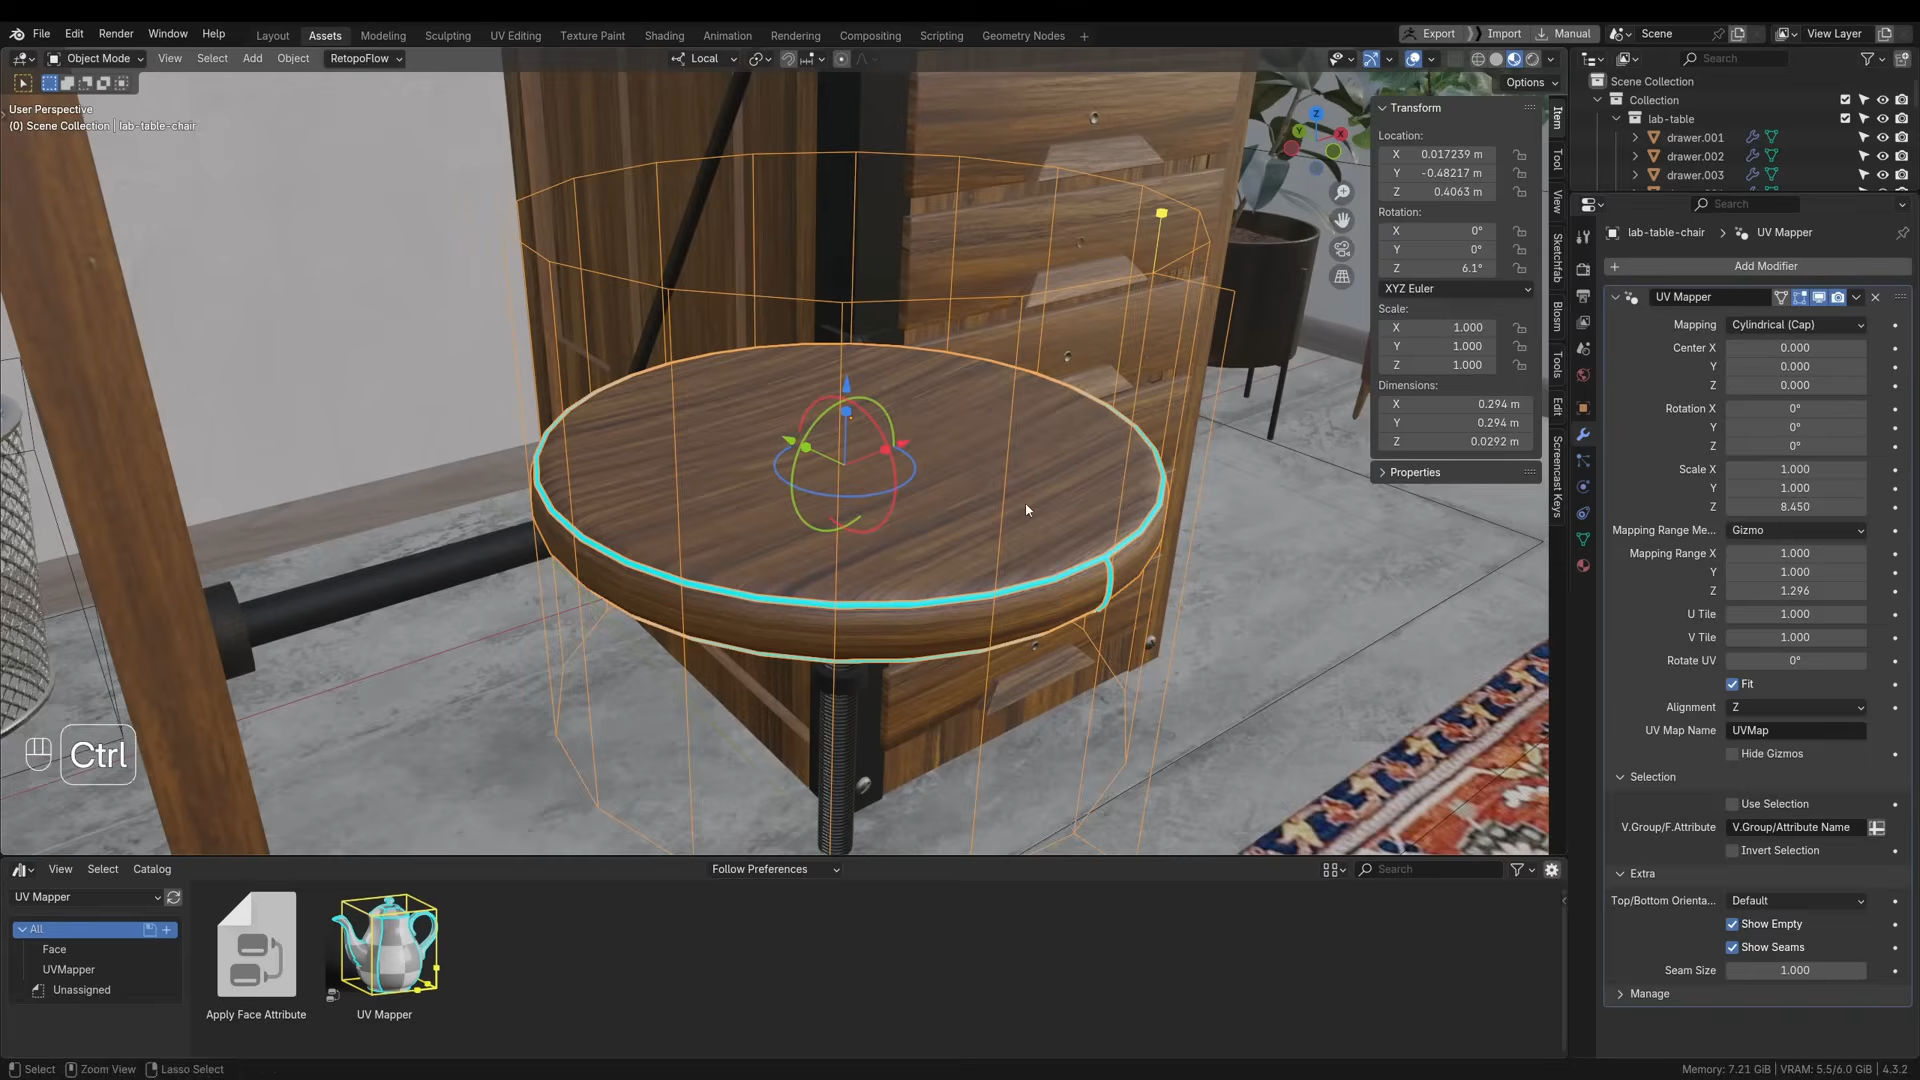 File Edit Render Window Help Layout Assets Modeling Sculpting UV Editing Texture Paint Shading Animation Rendering Compositing Scripting Geometry Nodes Export Import Manual Scene View Layer
Object Mode View Select Add Object RetopoFlow Local Search
Options
User Perspective
(0) Scene Collection | lab-table-chair
Scene Collection
Collection
lab-table
drawer.001
drawer.002
drawer.003
Transform
Location:
X 0.017239 m
Y -0.48217 m
Z 0.4063 m
Rotation:
X 0°
Y 0°
Z 6.1°
XYZ Euler
Scale:
X 1.000
Y 1.000
Z 1.000
Dimensions:
X 0.294 m
Y 0.294 m
Z 0.0292 m
Properties
Item
Tool
View
Sketchfab
Blosm
Tools
Edit
Screencast Keys
Z
Y
X
Search
lab-table-chair UV Mapper
Add Modifier
UV Mapper
Mapping Cylindrical (Cap)
Center X 0.000
Y 0.000
Z 0.000
Rotation X 0°
Y 0°
Z 0°
Scale X 1.000
Y 1.000
Z 8.450
Mapping Range Me... Gizmo
Mapping Range X 1.000
Y 1.000
Z 1.296
U Tile 1.000
V Tile 1.000
Rotate UV 0°
Fit
Alignment Z
UV Map Name UVMap
Hide Gizmos
Selection
Use Selection
V.Group/F.Attribute V.Group/Attribute Name
Invert Selection
Extra
Top/Bottom Orienta... Default
Show Empty
Show Seams
Seam Size 1.000
Manage
Ctrl
View Select Catalog Follow Preferences Search
UV Mapper
All
Face
UVMapper
Unassigned
Apply Face Attribute
UV Mapper
Select Zoom View Lasso Select Memory: 7.21 GiB | VRAM: 5.5/6.0 GiB | 4.3.2